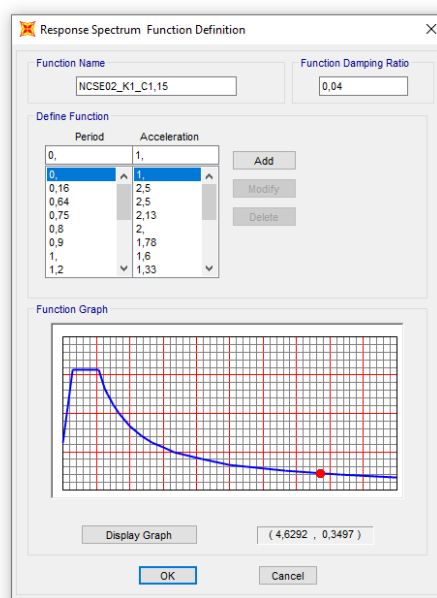 Response Spectrum Function Definition
Function Name
Function Damping Ratio
NCSE02_K1_C1,15
0,04
Define Function
Period Acceleration
0, 1,
Add
0, 1,
0,16 2,5
Modify
0,64 2,5
0,75 2,13
Delete
0,8 2,
0,9 1,78
1, 1,6
1,2 1,33
Function Graph
Display Graph
( 4,6292 , 0,3497 )
OK
Cancel